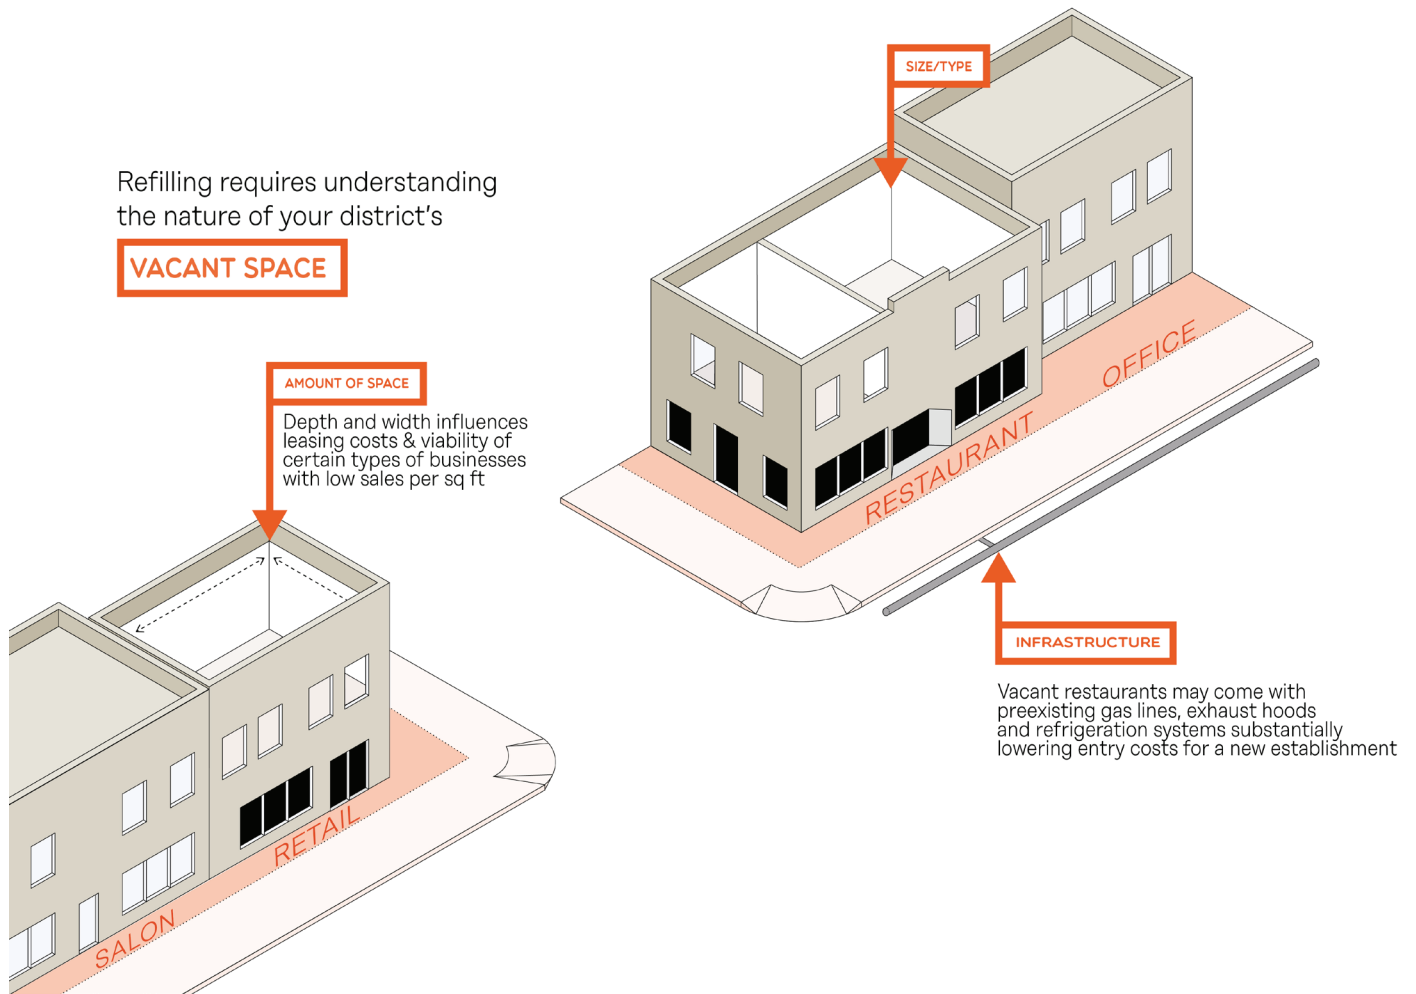 Refilling requires understanding
the nature of your district's
VACANT SPACE
AMOUNT OF SPACE
Depth and width influences
leasing costs & viability of
certain types of businesses
with low sales per sq ft
RETAIL
SALON
SIZE/TYPE
OFFICE
RESTAURANT
INFRASTRUCTURE
Vacant restaurants may come with
preexisting gas lines, exhaust hoods
and refrigeration systems substantially
lowering entry costs for a new establishment